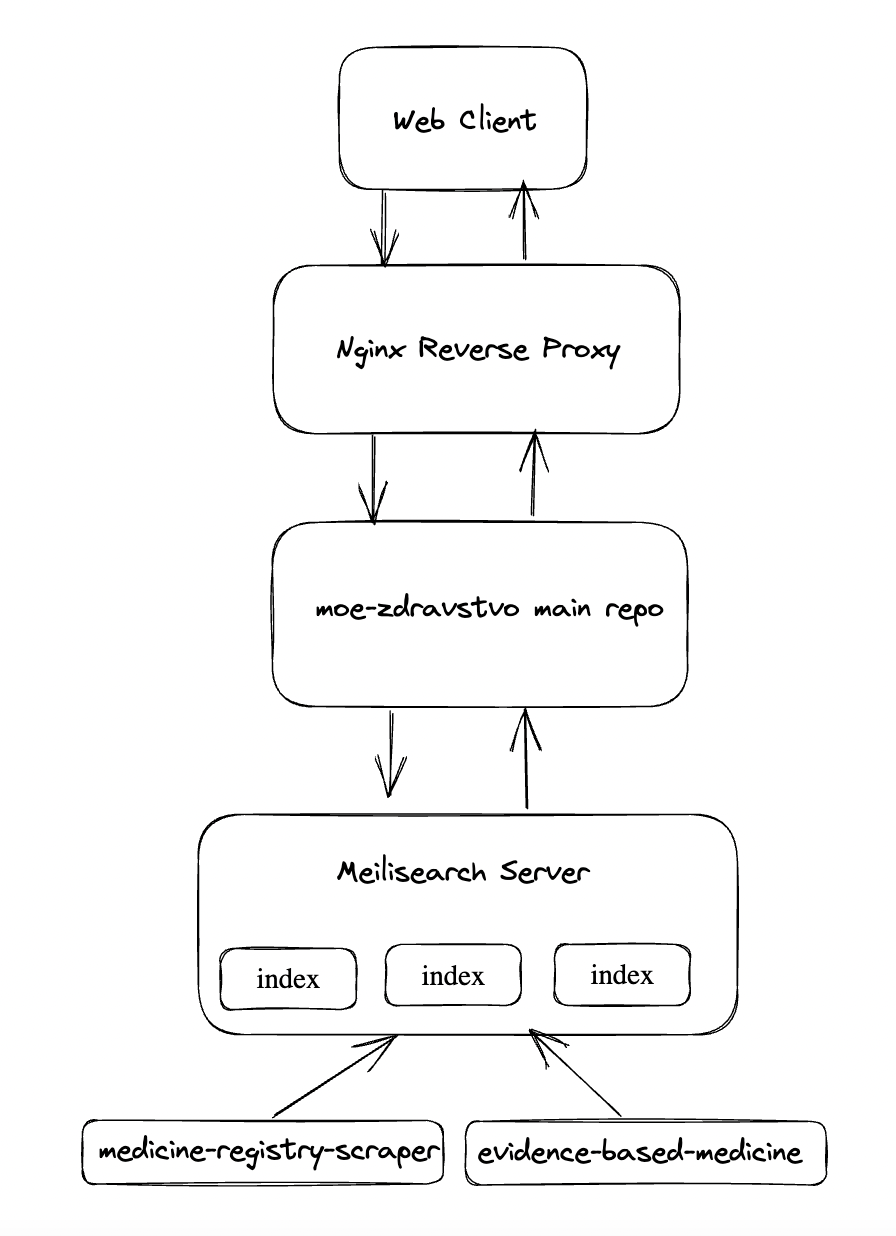 Web Client
Nginx Reverse Proxy
moe-zdravstvo main repo
Meilisearch Server
index
index
index
medicine-registry-scraper
evidence-based-medicine